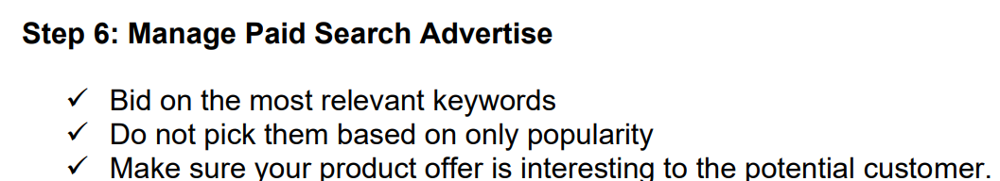 Step 6: Manage Paid Search Advertise
✓ Bid on the most relevant keywords
✓ Do not pick them based on only popularity
✓ Make sure your product offer is interesting to the potential customer.